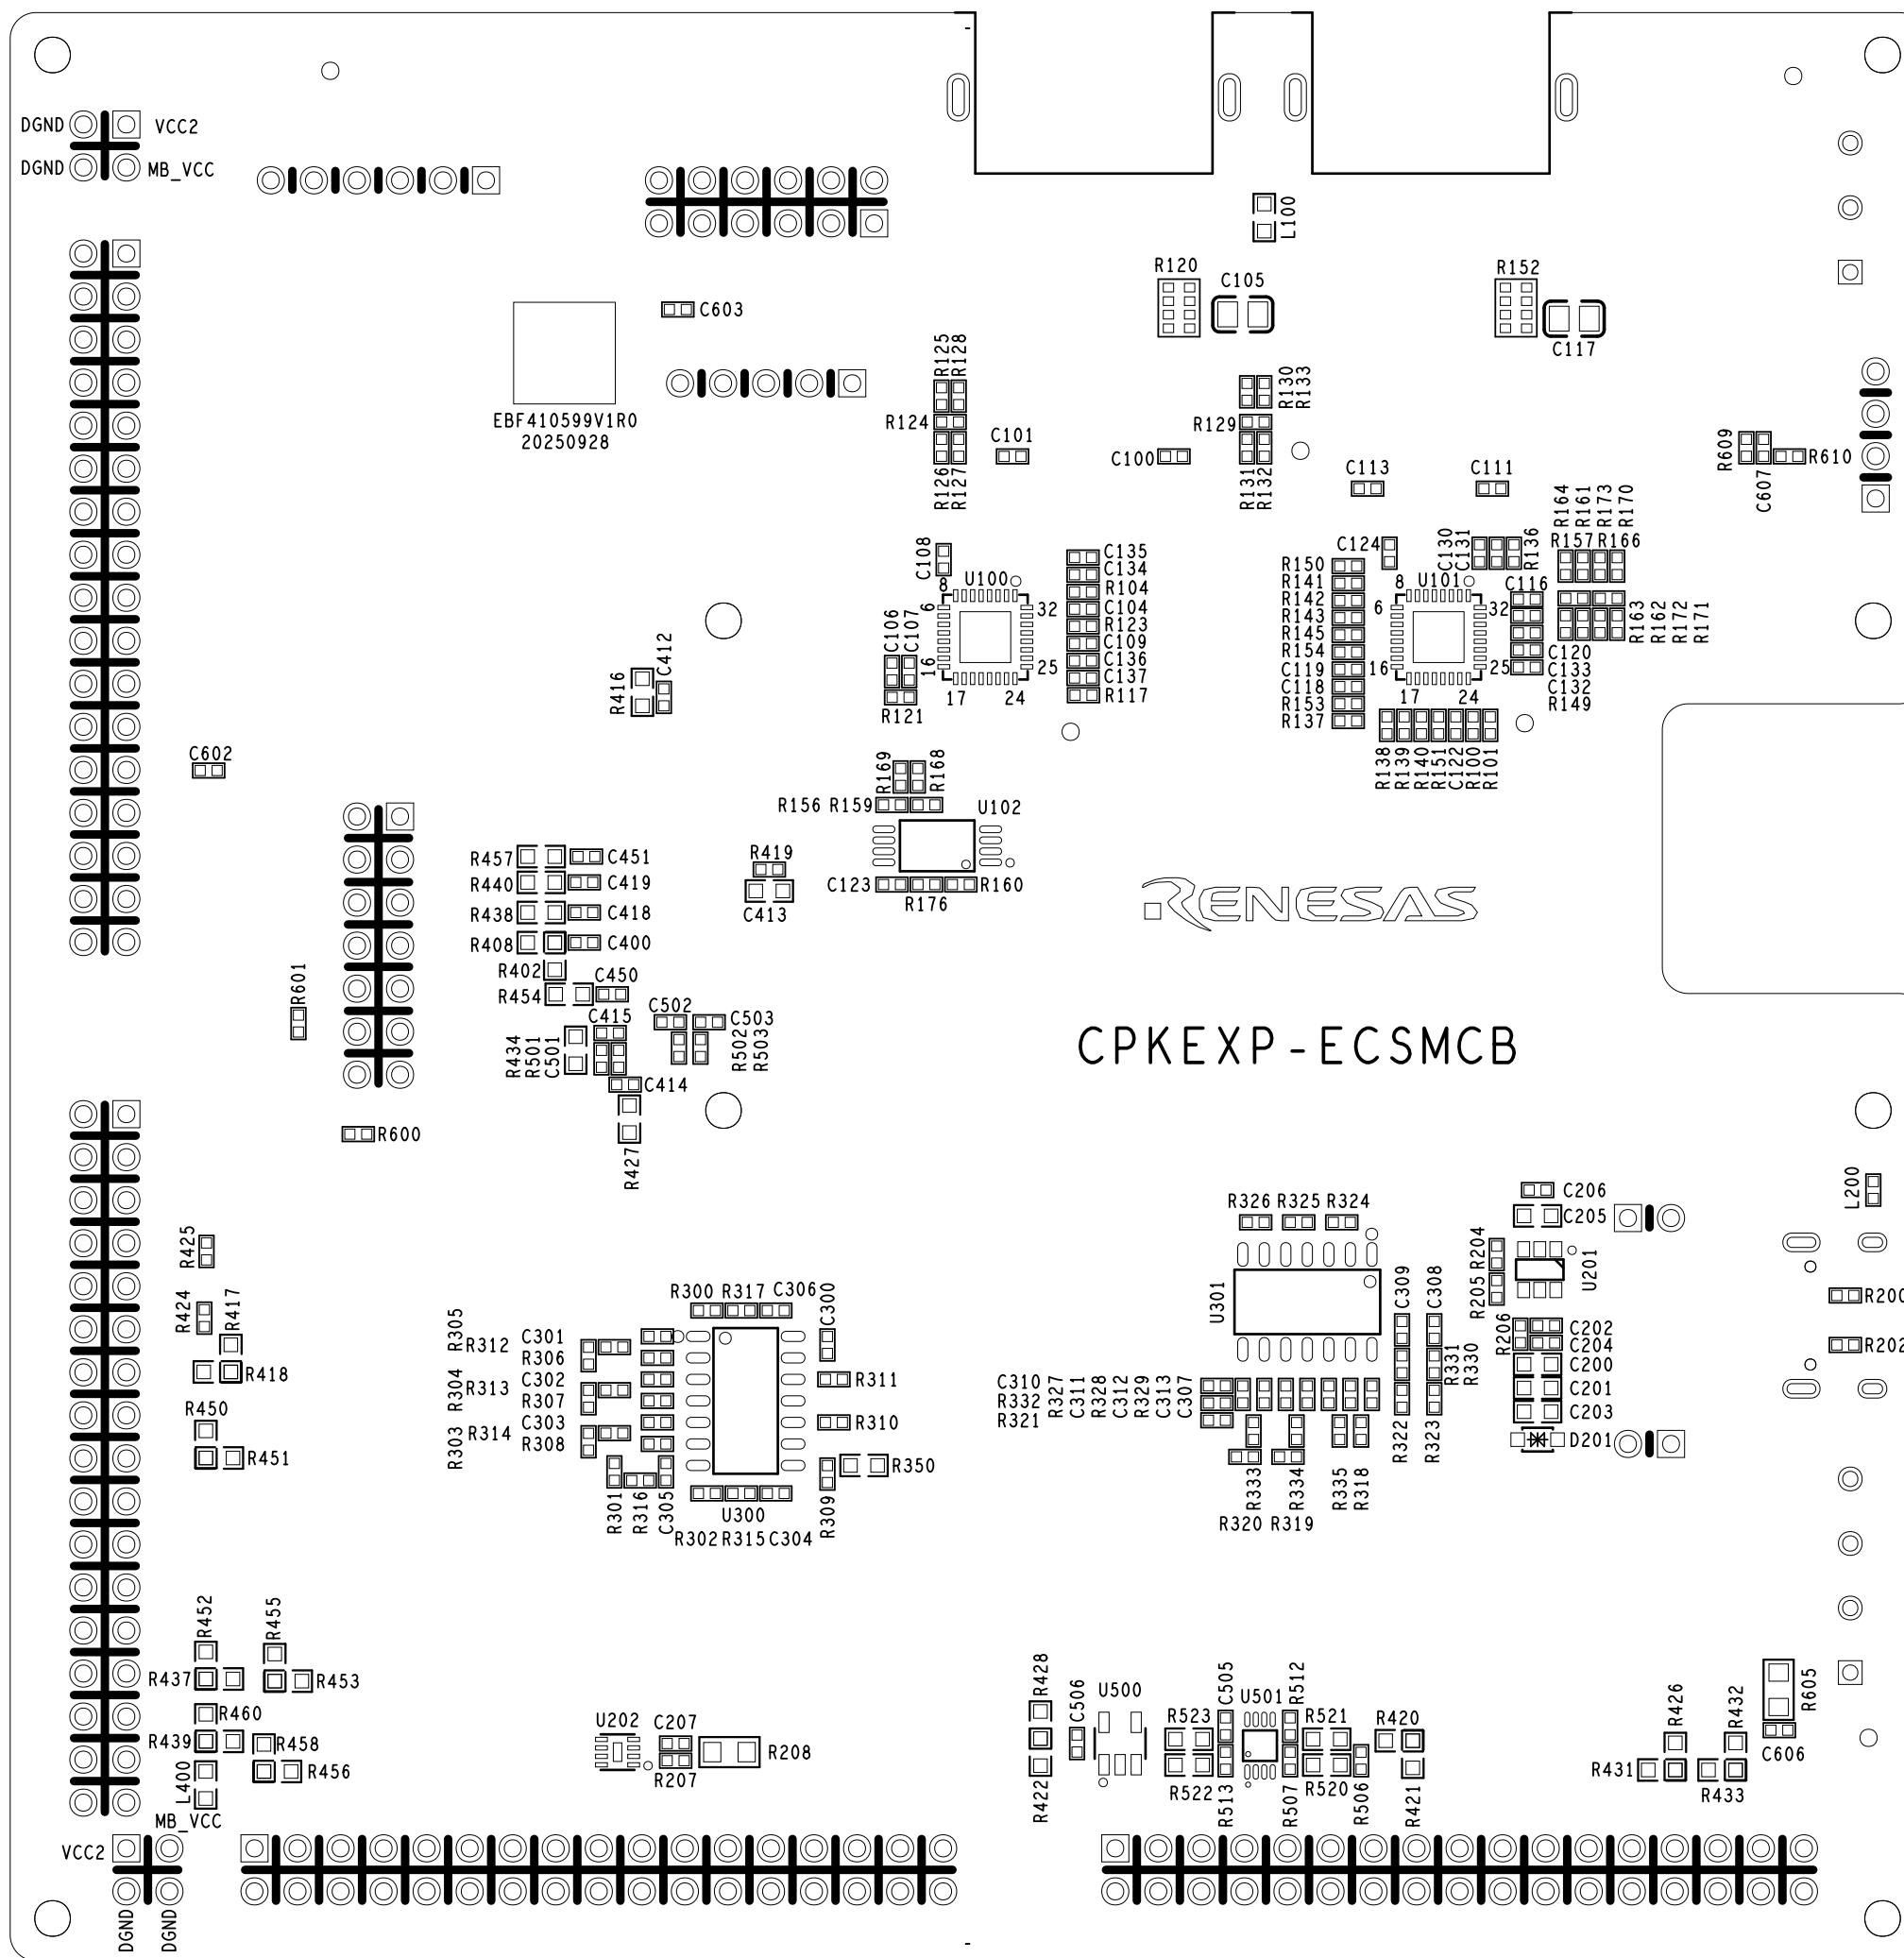 DGND VCC2
DGND MB_VCC
L100
R120 C105 R152
C117
C603
EBF410599V1R0
20250928
R125 R128
R124
R126 R127
C101
C100
R130 R133
R129
R131 R132
C113 C111
R609 C607 R610
R164 R161 R173 R170
R157 R166
C108
8 U100
6 32
16 25
17 24
C106 C107
R121
C135
C134
R104
C104
R123
C109
C136
C137
R117
C124
C130 C131 R136
R150
R141
R142
R143
R145
R154
C119
C118
R153
R137
8 U101
6 32
16 25
17 24
C116
C120
C133
C132
R149
R163 R162 R172 R171
R138 R139 R140 R151 C122 R100 R101
R416 C412
C602
R169 R168
R156 R159 U102
C123 R176 R160
R457 C451
R440 C419
R438 C418
R408 C400
R402
R454 C450
R419
C413
RENESAS
CPKEXP-ECSMCB
R601
C502 C503
C415
R434 R501 C501
R502 R503
C414
R427
R600
R425
R424 R417
R418
R450
R451
R326 R325 R324
U301
C309 C308
R331 R330
C206
C205
R204
R205
U201
L200
R200
R202
R206
C202
C204
C200
C201
C203
D201
R300 R317 C306
C300
R305
R312 C301
R306
R304
C302
R313
R307
C303
R303 R314
R308
R311
R310
R350
R309
R301 R316 C305
U300
R302 R315 C304
C310
R332
R321
R327 C311 R328 C312 R329 C313 C307
R322 R323
R333 R334 R335 R318
R320 R319
R452 R455
R437 R453
R460
R439 R458
L400 R456
MB_VCC
VCC2
DGND DGND
U202 C207
R208
R207
R428
C506 U500
R422
R523 C505 U501 R512 R521 R420
R522 R513 R507 R520 R506 R421
R426 R432
R431 R433
R605
C606